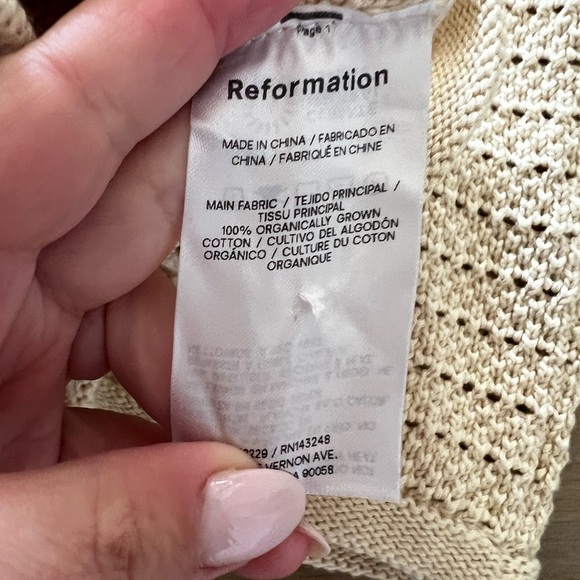 Page 1
Reformation
MADE IN CHINA / FABRICADO EN
CHINA / FABRIQUÉ EN CHINE
MAIN FABRIC / TEJIDO PRINCIPAL /
TISSU PRINCIPAL
100% ORGANICALLY GROWN
COTTON / CULTIVO DEL ALGODÓN
ORGÁNICO / CULTURE DU COTON
ORGANIQUE
/ RN143248
VERNON AVE.
90058